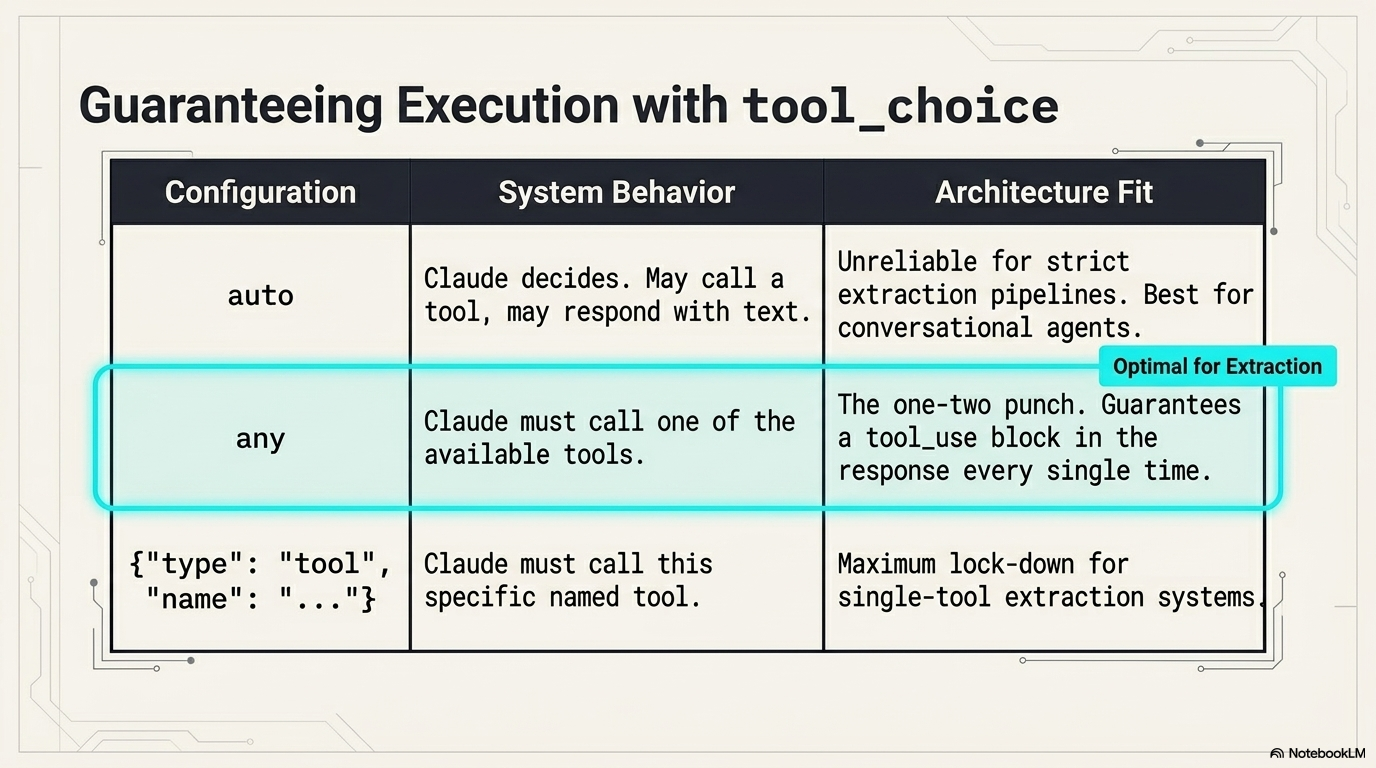 Guaranteeing Execution with tool_choice
Configuration
System Behavior
Architecture Fit
auto
Claude decides. May call a
tool, may respond with text.
Unreliable for strict
extraction pipelines. Best for
conversational agents.
Optimal for Extraction
any
Claude must call one of the
available tools.
The one-two punch. Guarantees
a tool_use block in the
response every single time.
{"type": "tool",
"name": "..."}
Claude must call this
specific named tool.
Maximum lock-down for
single-tool extraction systems.
NotebookLM